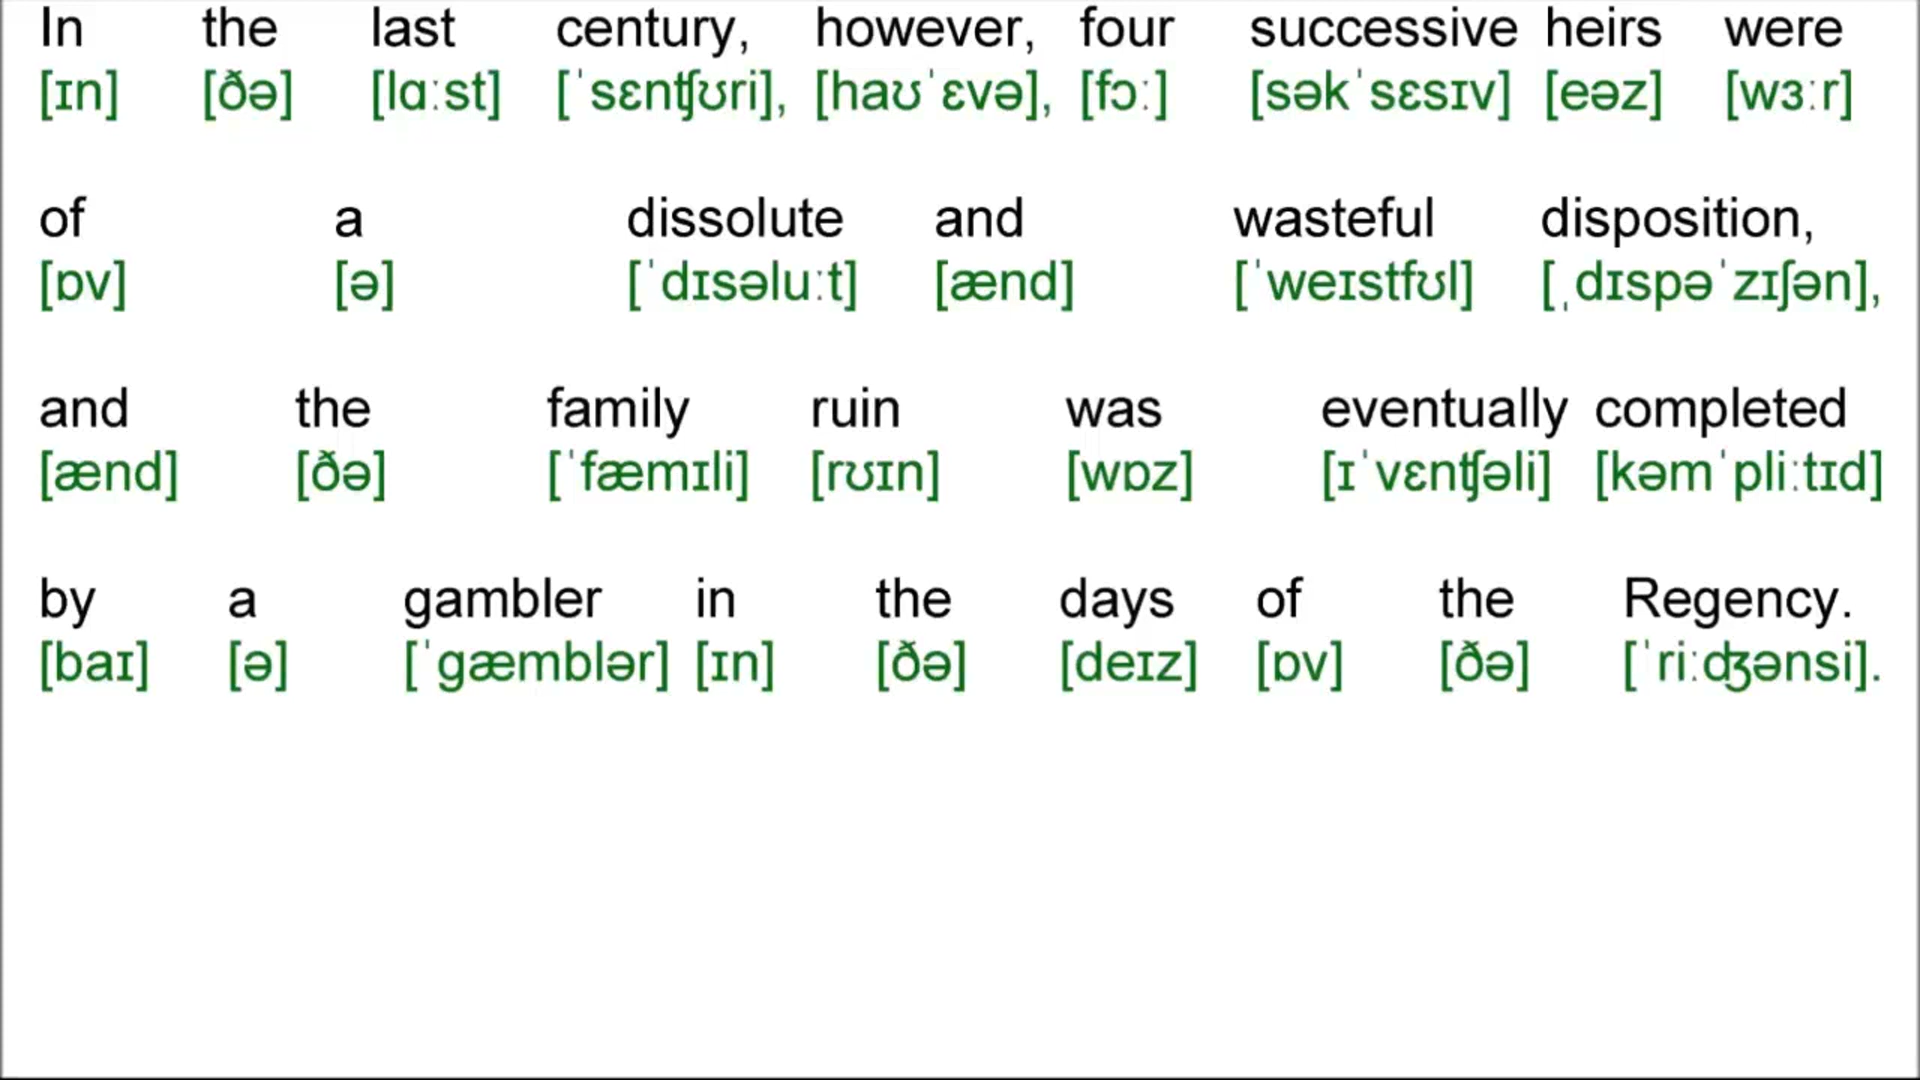 In the last century, however, four successive heirs were
[ɪn] [ðə] [lɑːst] [ˈsɛnʧʊri], [haʊˈɛvə], [fɔː] [səkˈsɛsɪv] [eəz] [wɜːr]
of a dissolute and wasteful disposition,
[ɒv] [ə] [ˈdɪsəluːt] [ænd] [ˈweɪstfʊl] [ˌdɪspəˈzɪʃən],
and the family ruin was eventually completed
[ænd] [ðə] [ˈfæmɪli] [rʊɪn] [wɒz] [ɪˈvɛnʧəli] [kəmˈpliːtɪd]
by a gambler in the days of the Regency.
[baɪ] [ə] [ˈgæmblər] [ɪn] [ðə] [deɪz] [ɒv] [ðə] [ˈriːʤənsi].